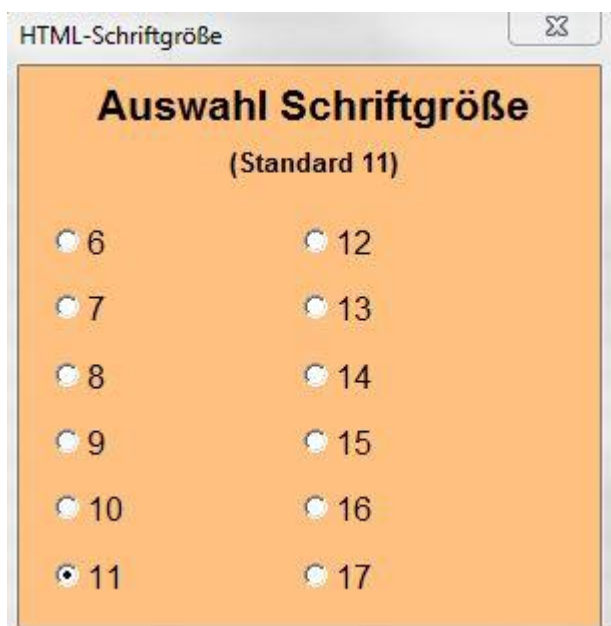 HTML-Schriftgröße
Auswahl Schriftgröße
(Standard 11)
6 12
7 13
8 14
9 15
10 16
11 17